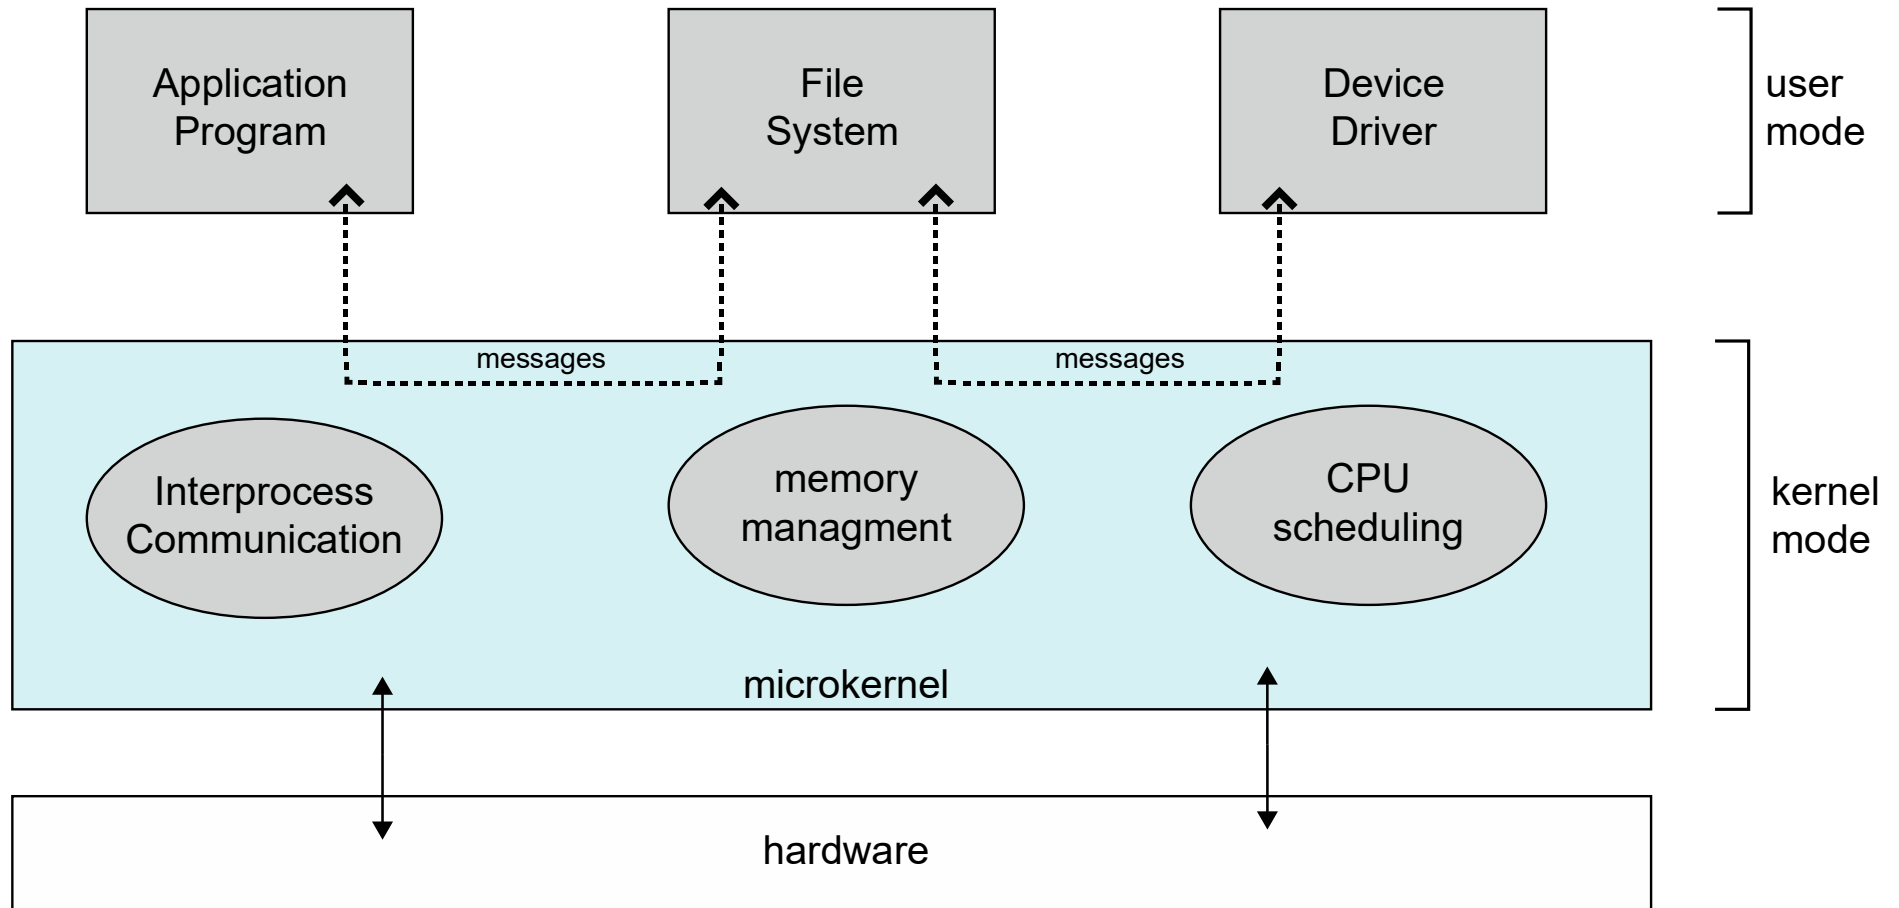 Application
Program
File
System
Device
Driver
user
mode
messages
messages
Interprocess
Communication
memory
managment
CPU
scheduling
kernel
mode
microkernel
hardware